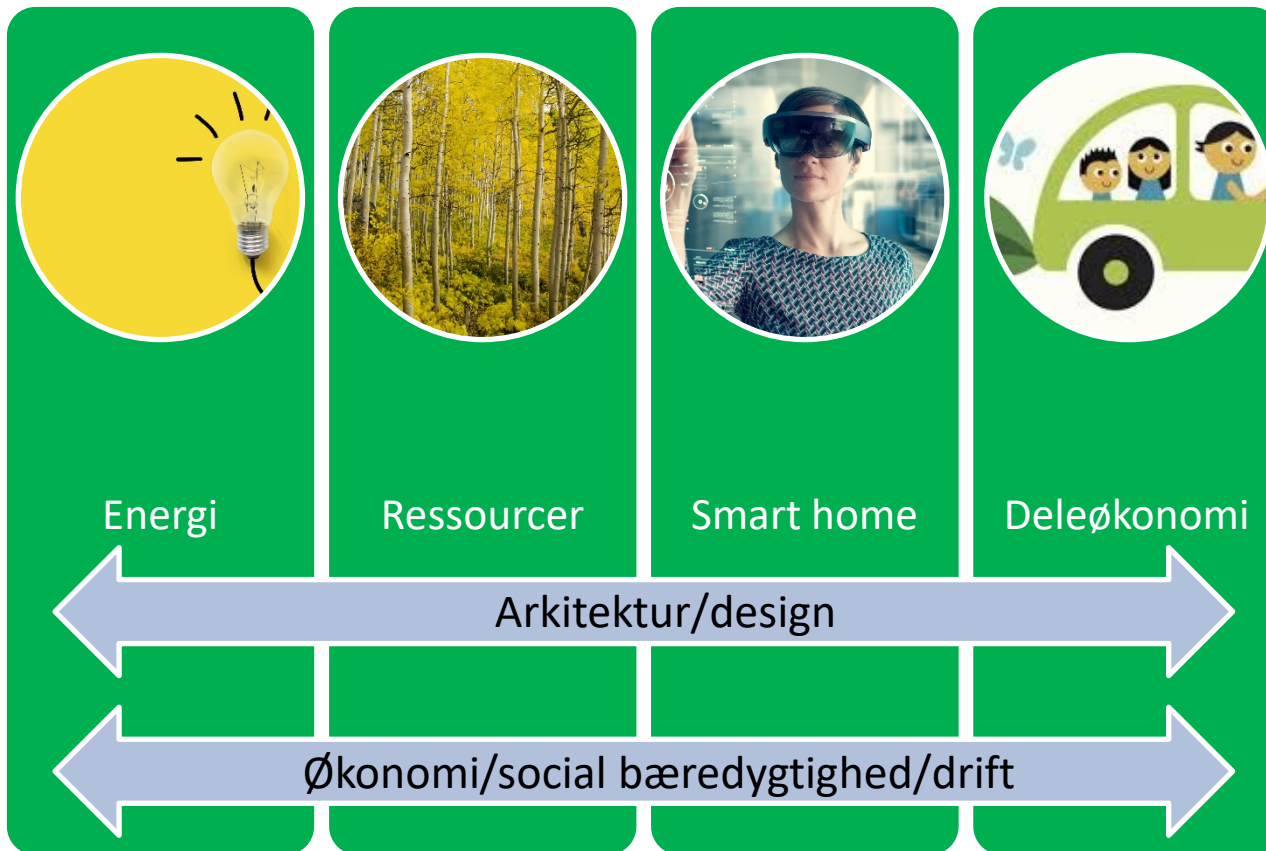 Energi
Ressourcer
Smart home
Deleøkonomi
Arkitektur/design
Økonomi/social bæredygtighed/drift